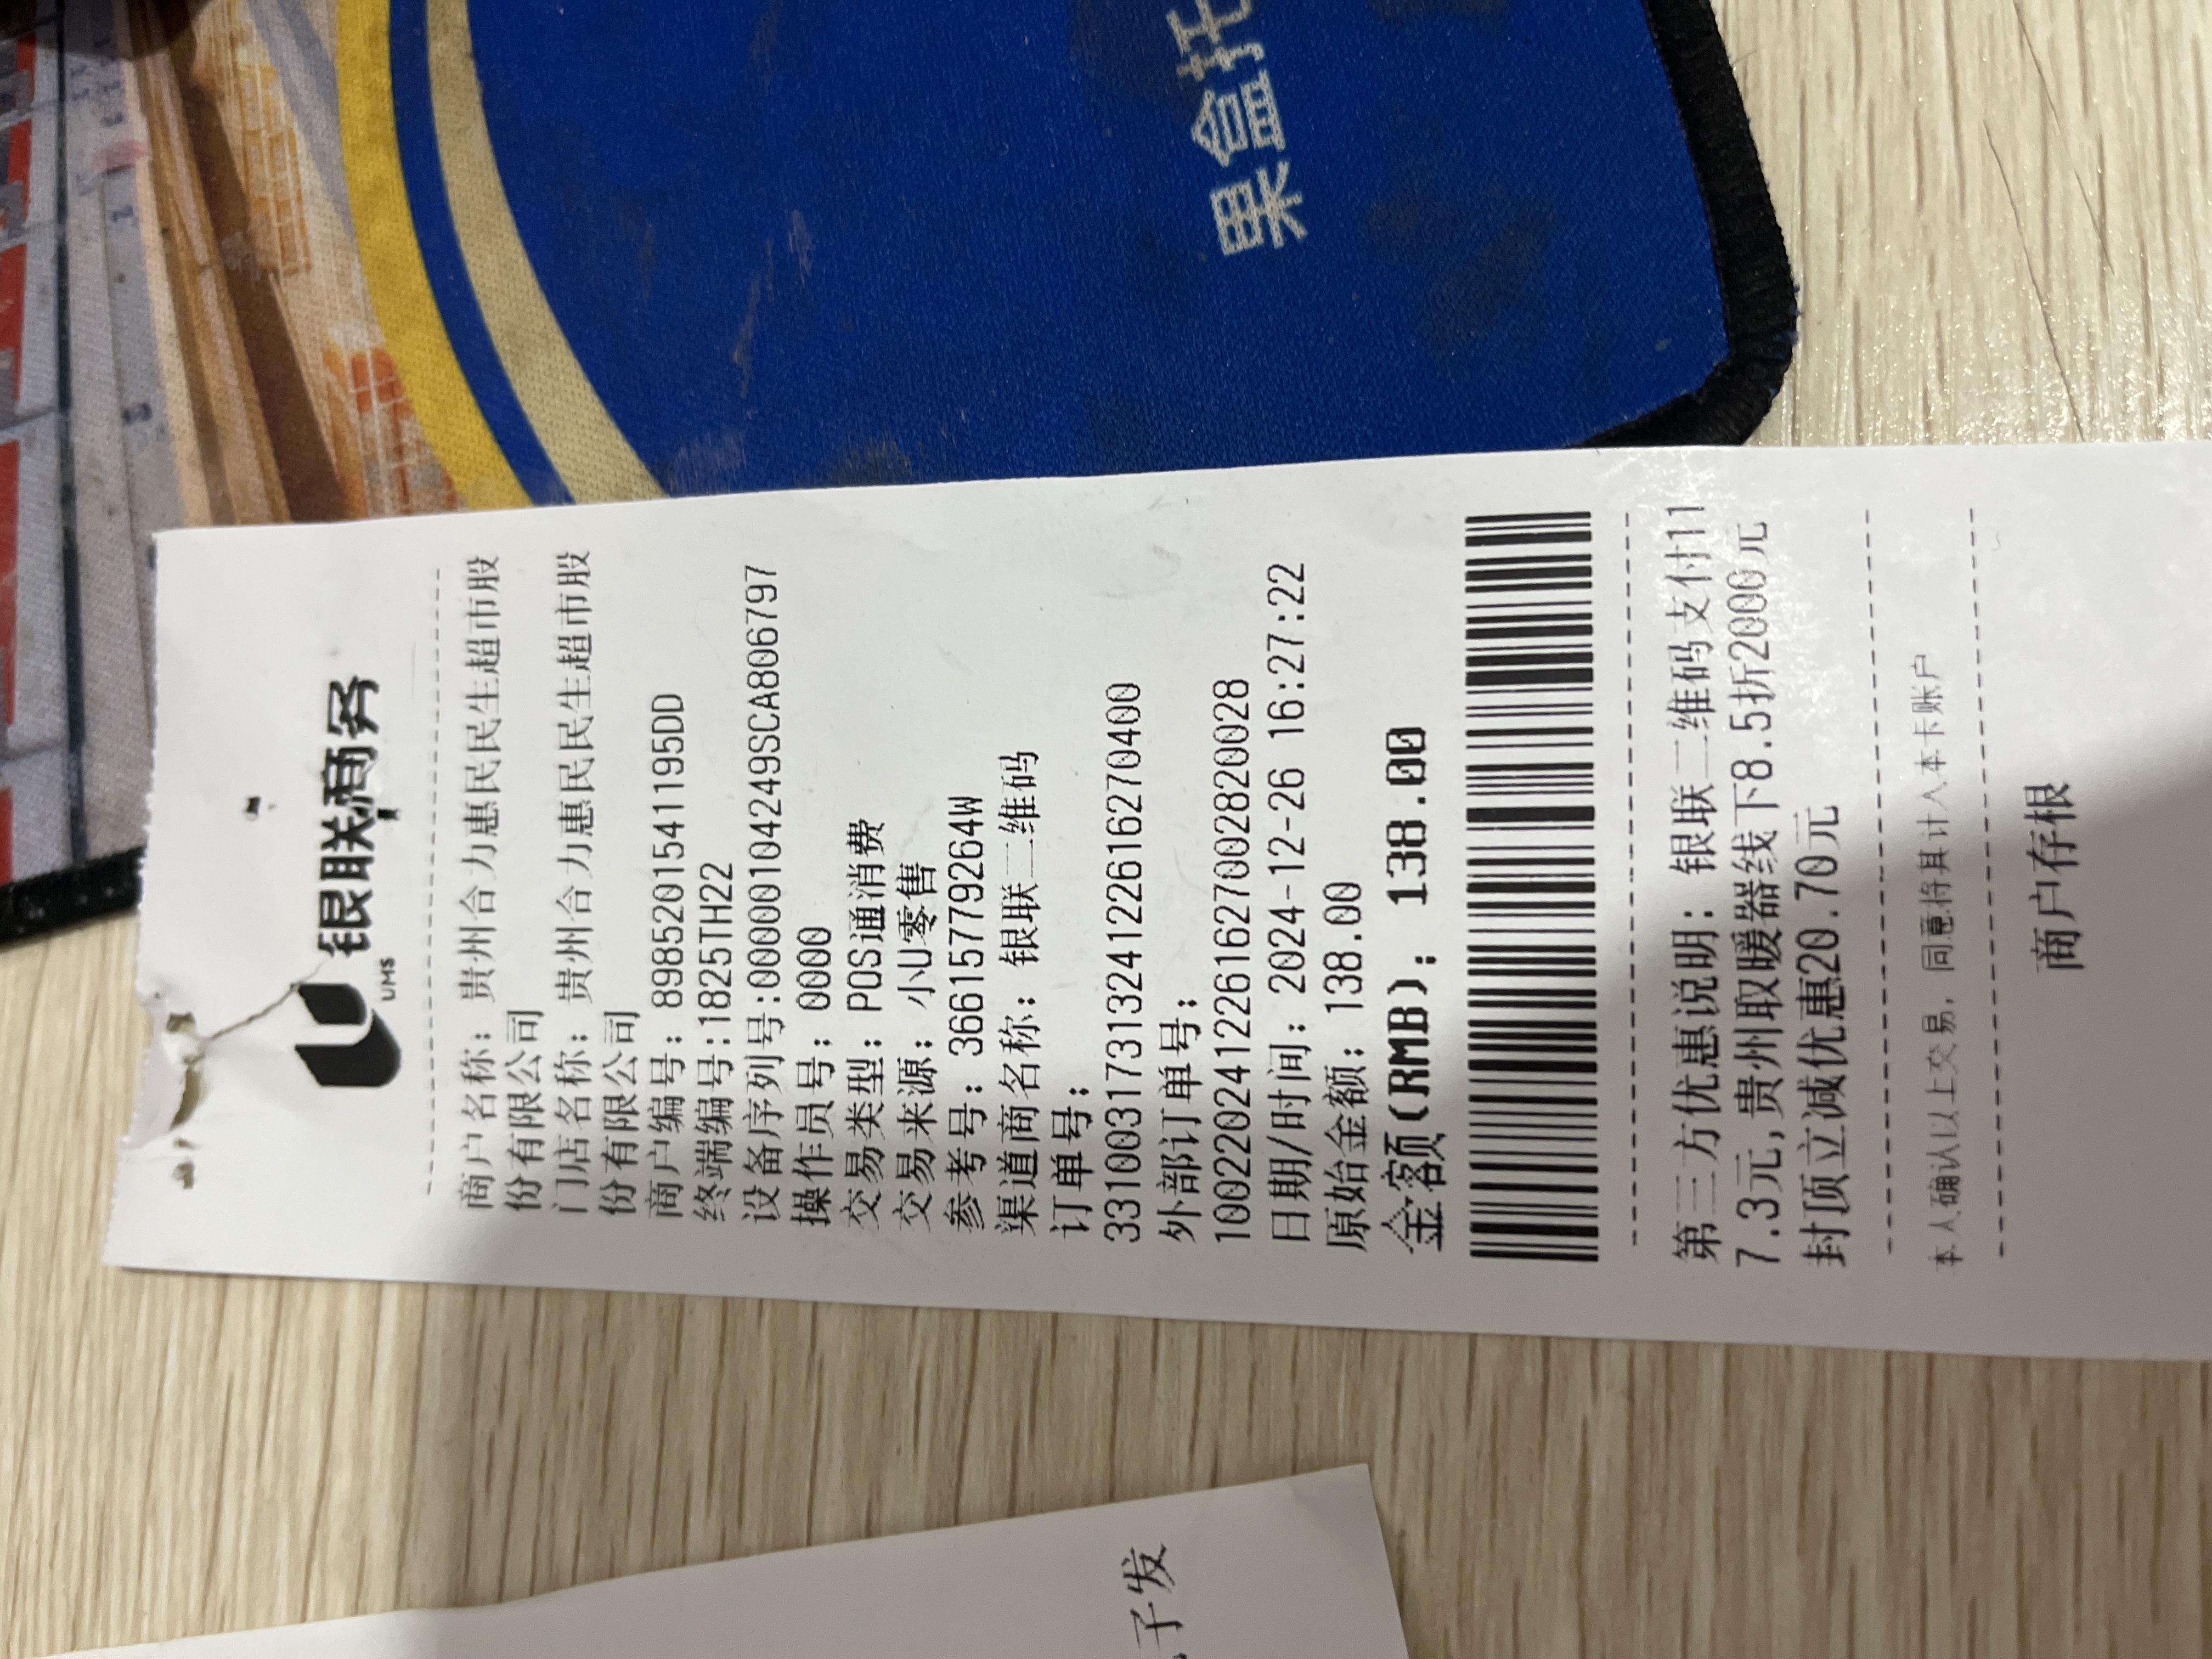 果盒托
银联商务
UMS
商户名称：贵州合力惠民民生超市股
份有限公司
门店名称：贵州合力惠民民生超市股
份有限公司
商户编号：8985201541195DD
终端编号:1825TH22
设备序列号:00000104249SCA806797
操作员号：0000
交易类型：POS通消费
交易来源：小U零售
参考号：36615779264W
渠道商名称：银联二维码
订单号：
33100317313241226162704​00
外部订单号：
10022024122616270028820028
日期/时间：2024-12-26 16:27:22
原始金额：138.00
金额(RMB)：138.00
第三方优惠说明：银联二维码支付11
7.3元,贵州取暖器线下8.5折2000元
封顶立减优惠20.70元
本人确认以上交易，同意将其计入本卡账户
商户存根
子发